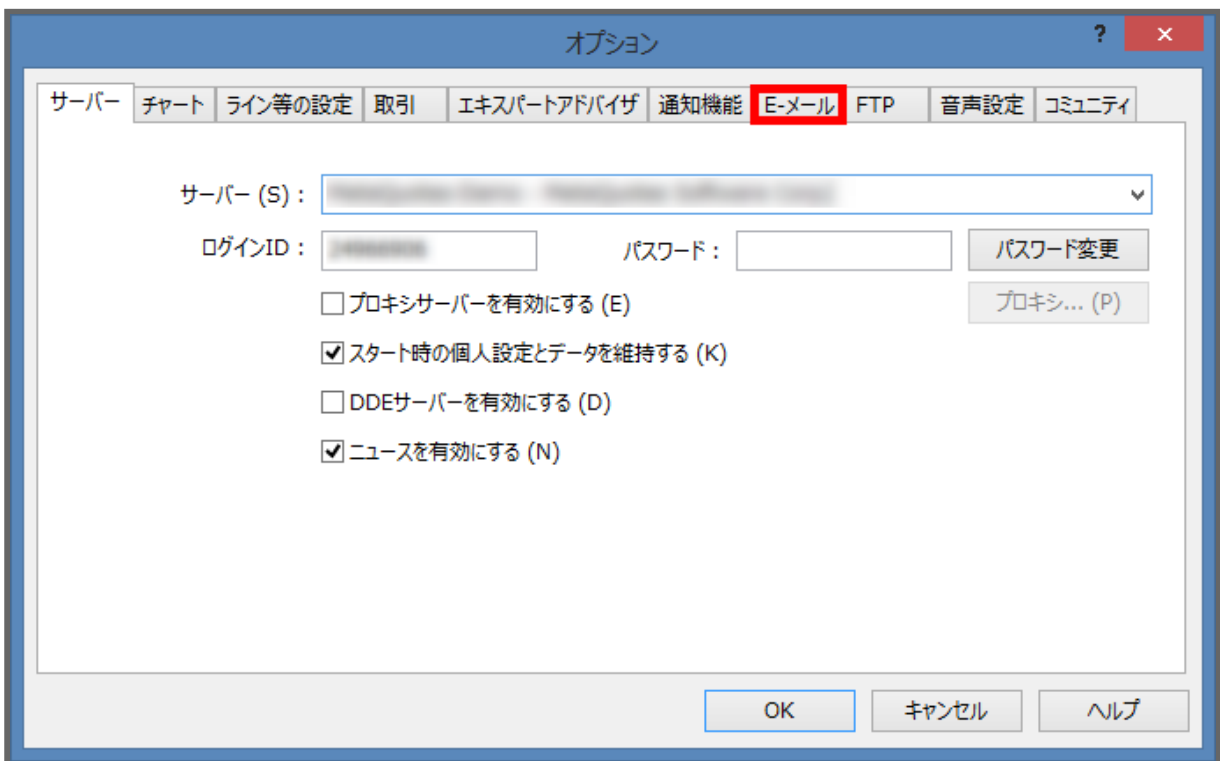 オプション
?
サーバー チャート ライン等の設定 取引 エキスパートアドバイザ 通知機能 E-メール FTP 音声設定 コミュニティ
サーバー (S) :
ログインID : パスワード : パスワード変更
プロキシサーバーを有効にする (E) プロキシ... (P)
スタート時の個人設定とデータを維持する (K)
DDEサーバーを有効にする (D)
ニュースを有効にする (N)
OK キャンセル ヘルプ